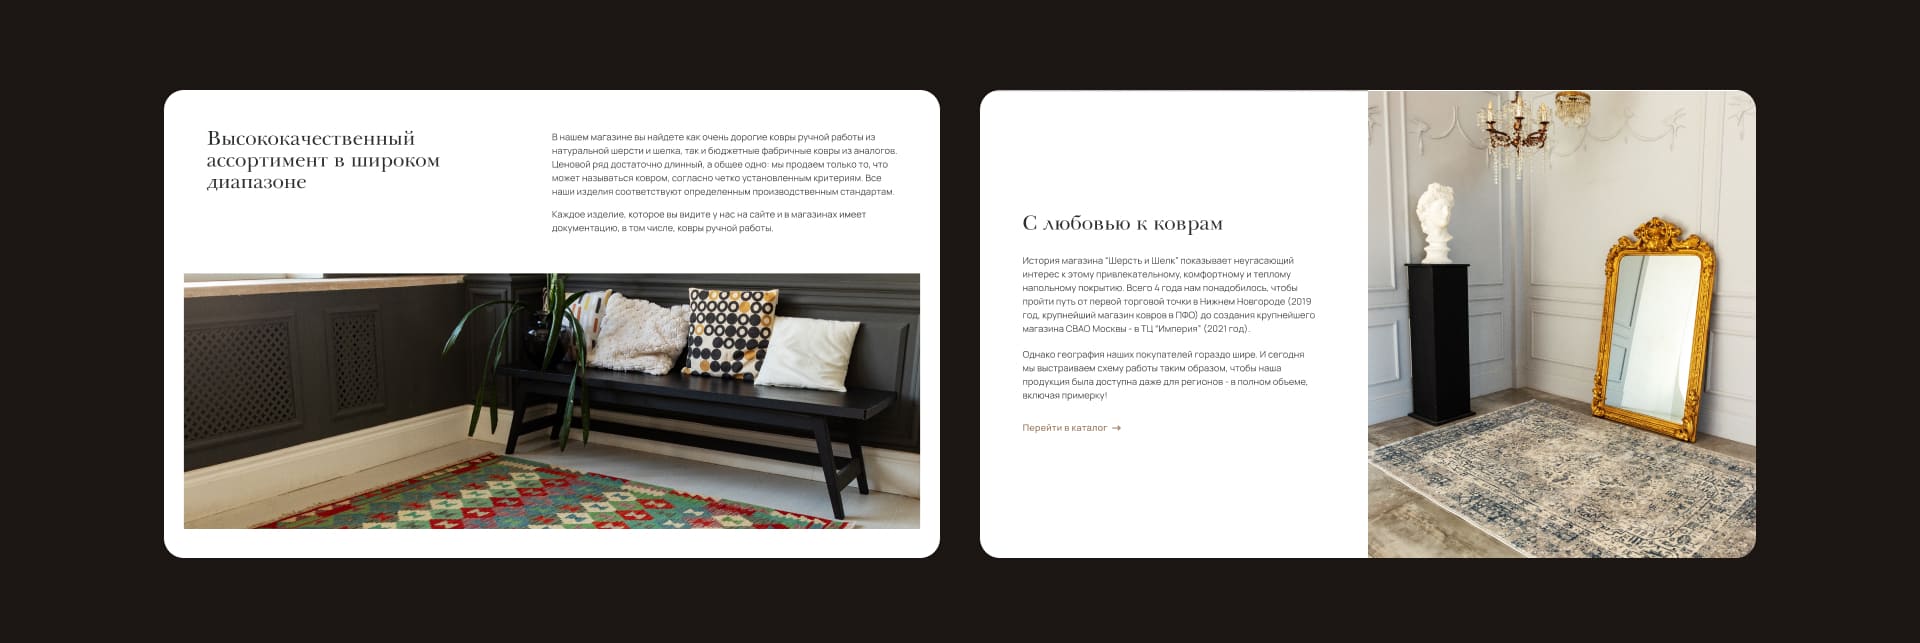 Высококачественный
ассортимент в широком
диапазоне
В нашем магазине вы найдете как очень дорогие ковры ручной работы из
натуральной шерсти и шелка, так и бюджетные фабричные ковры из аналогов.
Ценовой ряд достаточно длинный, а общее одно: мы продаем только то, что
может называться ковром, согласно четко установленным критериям. Все
наши изделия соответствуют определенным производственным стандартам.
Каждое изделие, которое вы видите у нас на сайте и в магазинах имеет
документацию, в том числе, ковры ручной работы.
С любовью к коврам
История магазина "Шерсть и Шелк" показывает неугасающий
интерес к этому привлекательному, комфортному и теплому
напольному покрытию. Всего 4 года нам понадобилось, чтобы
пройти путь от первой торговой точки в Нижнем Новгороде (2019
год, крупнейший магазин ковров в ПФО) до создания крупнейшего
магазина СВАО Москвы - в ТЦ "Империя" (2021 год).
Однако география наших покупателей гораздо шире. И сегодня
мы выстраиваем схему работы таким образом, чтобы наша
продукция была доступна даже для регионов - в полном объеме,
включая примерку!
Перейти в каталог →